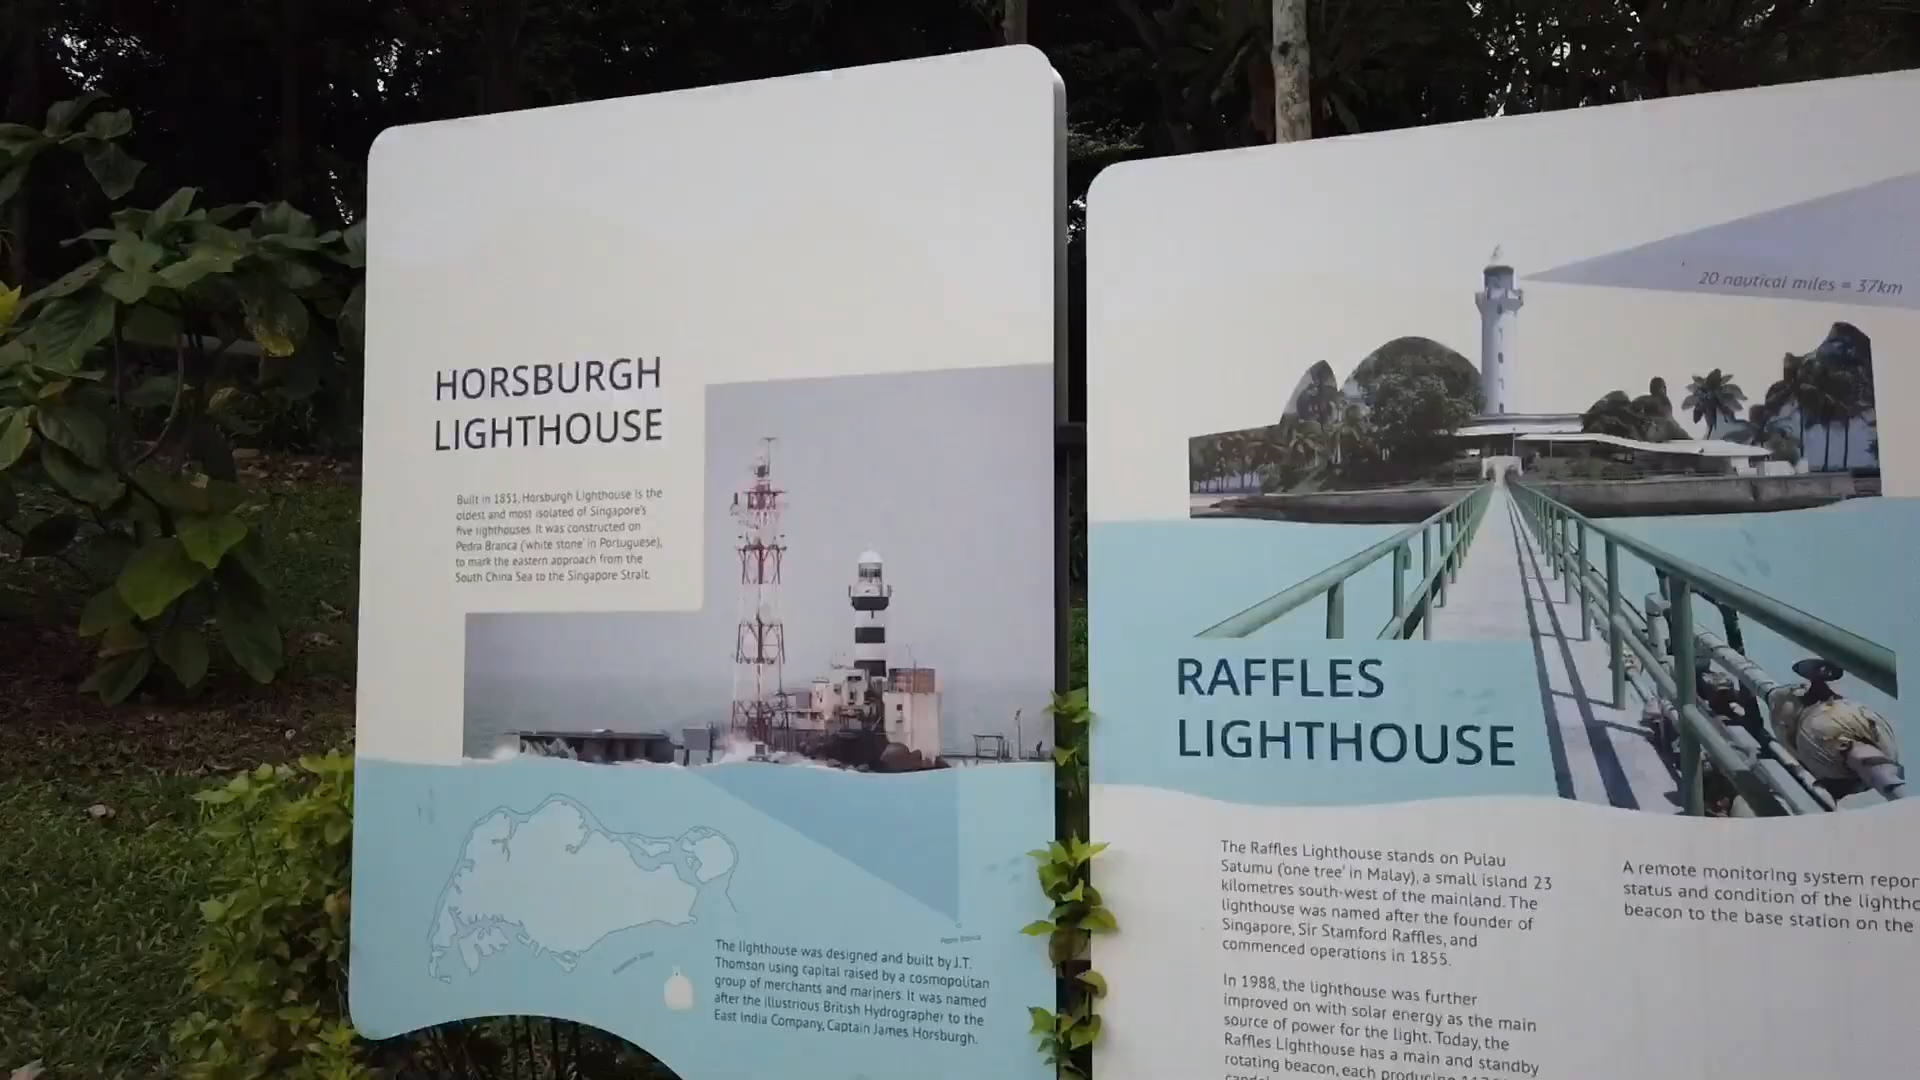 HORSBURGH
LIGHTHOUSE
Built in 1851, Horsburgh Lighthouse is the
oldest and most isolated of Singapore's
five lighthouses. It was constructed on
Pedra Branca ('white stone' in Portuguese),
to mark the eastern approach from the
South China Sea to the Singapore Strait.
Pedra Branca
The lighthouse was designed and built by J.T.
Thomson using capital raised by a cosmopolitan
group of merchants and mariners. It was named
after the illustrious British Hydrographer to the
East India Company, Captain James Horsburgh.
20 nautical miles = 37km
RAFFLES
LIGHTHOUSE
The Raffles Lighthouse stands on Pulau
Satumu ('one tree' in Malay), a small island 23
kilometres south-west of the mainland. The
lighthouse was named after the founder of
Singapore, Sir Stamford Raffles, and
commenced operations in 1855.
In 1988, the lighthouse was further
improved on with solar energy as the main
source of power for the light. Today, the
Raffles Lighthouse has a main and standby
rotating beacon, each producing
A remote monitoring system repor
status and condition of the lightho
beacon to the base station on the